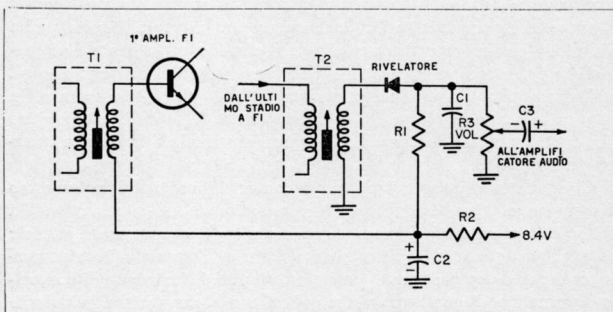 1º AMPL. FI
T1
T2
RIVELATORE
DALL'ULTI
MO STADIO
A FI
R1
C1
R3
VOL.
C3
− +
ALL'AMPLIFI
CATORE AUDIO
R2
8.4V
+
−
C2